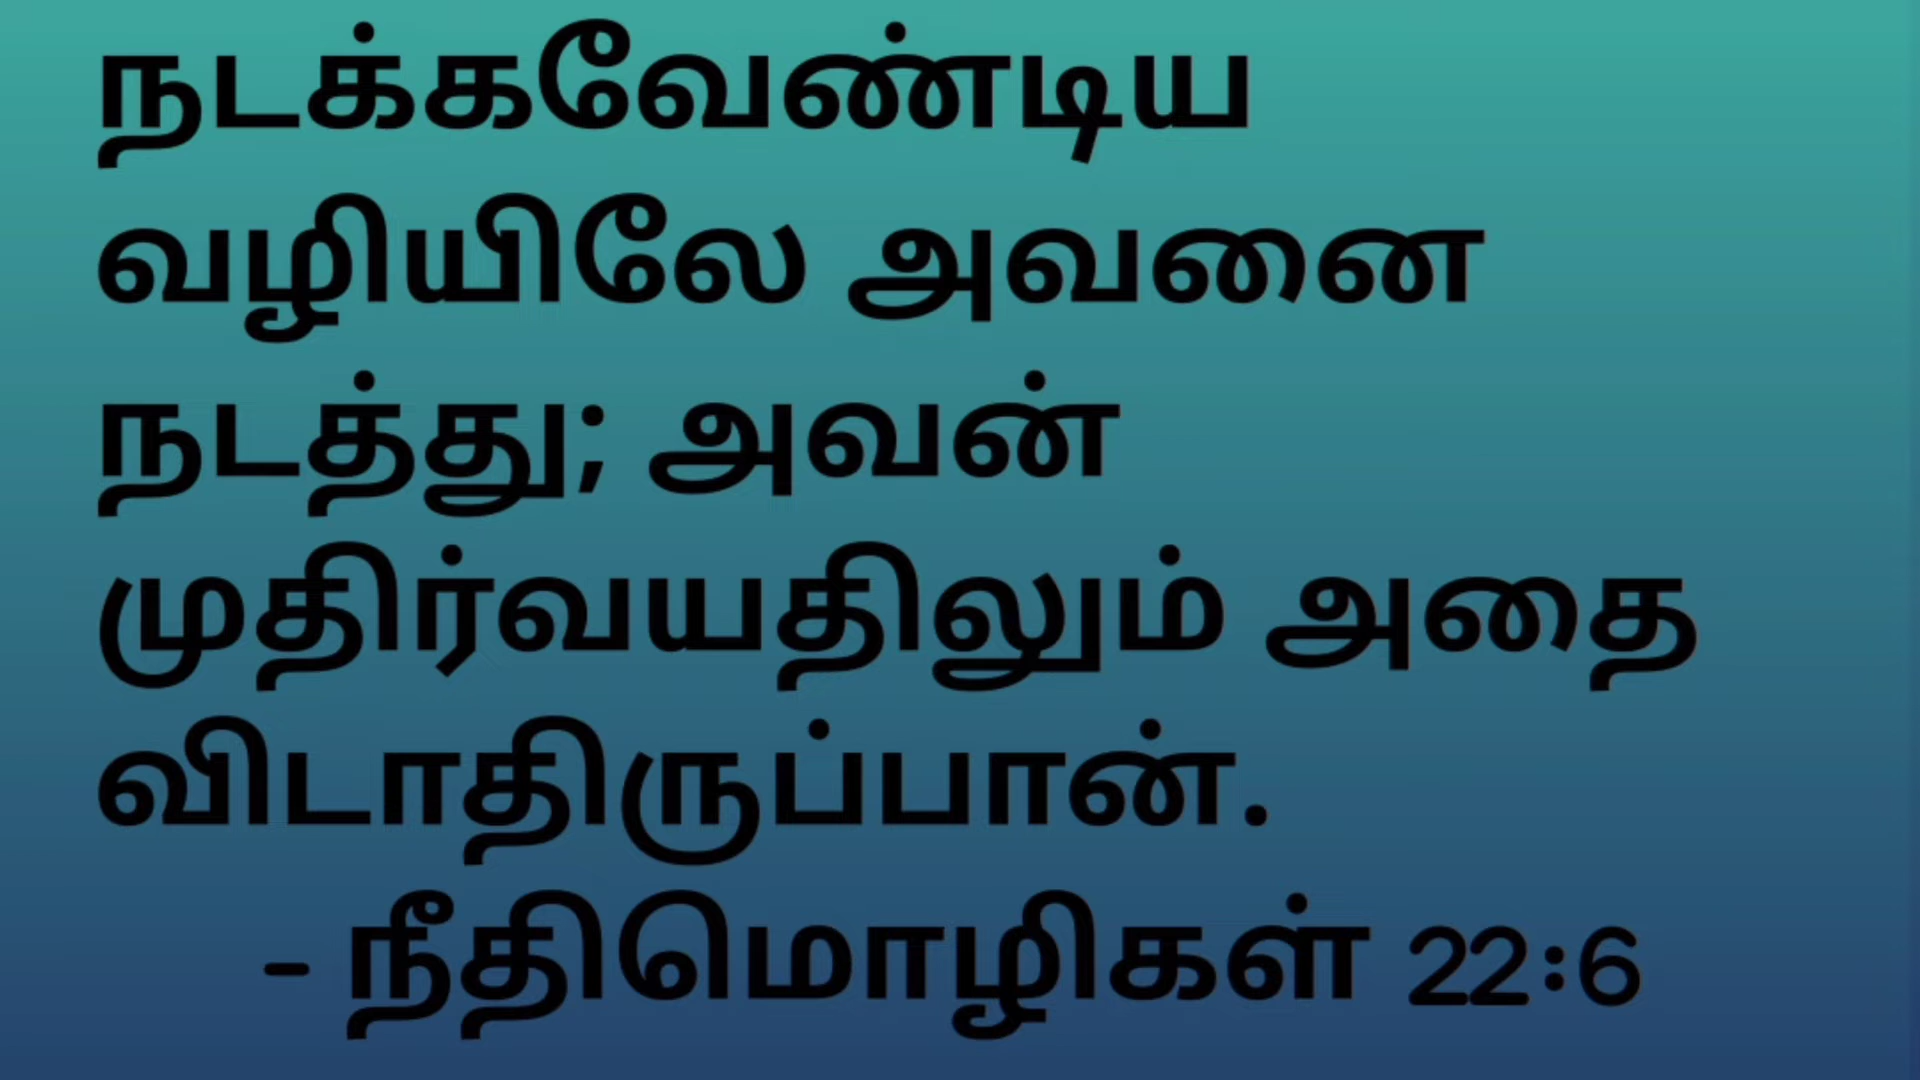 நடக்கவேண்டிய
வழியிலே அவனை
நடத்து; அவன்
முதிர்வயதிலும் அதை
விடாதிருப்பான்.
- நீதிமொழிகள் 22:6